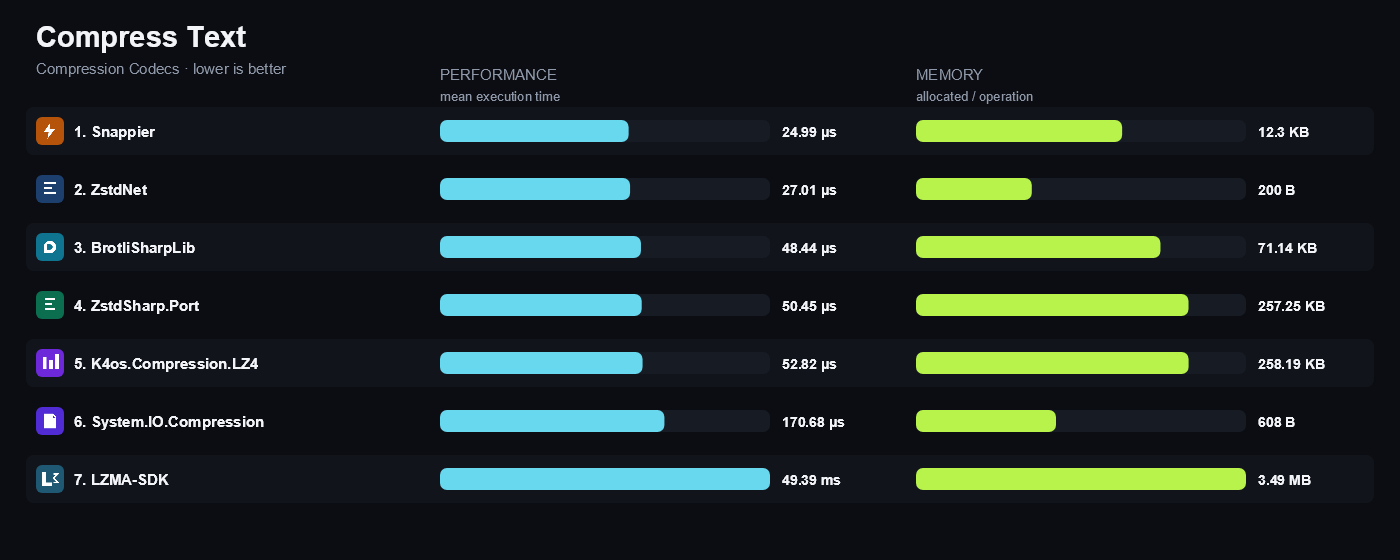 Compress Text
Compression Codecs · lower is better
PERFORMANCE
mean execution time
MEMORY
allocated / operation
1. Snappier 24.99 µs 12.3 KB
2. ZstdNet 27.01 µs 200 B
3. BrotliSharpLib 48.44 µs 71.14 KB
4. ZstdSharp.Port 50.45 µs 257.25 KB
5. K4os.Compression.LZ4 52.82 µs 258.19 KB
6. System.IO.Compression 170.68 µs 608 B
7. LZMA-SDK 49.39 ms 3.49 MB